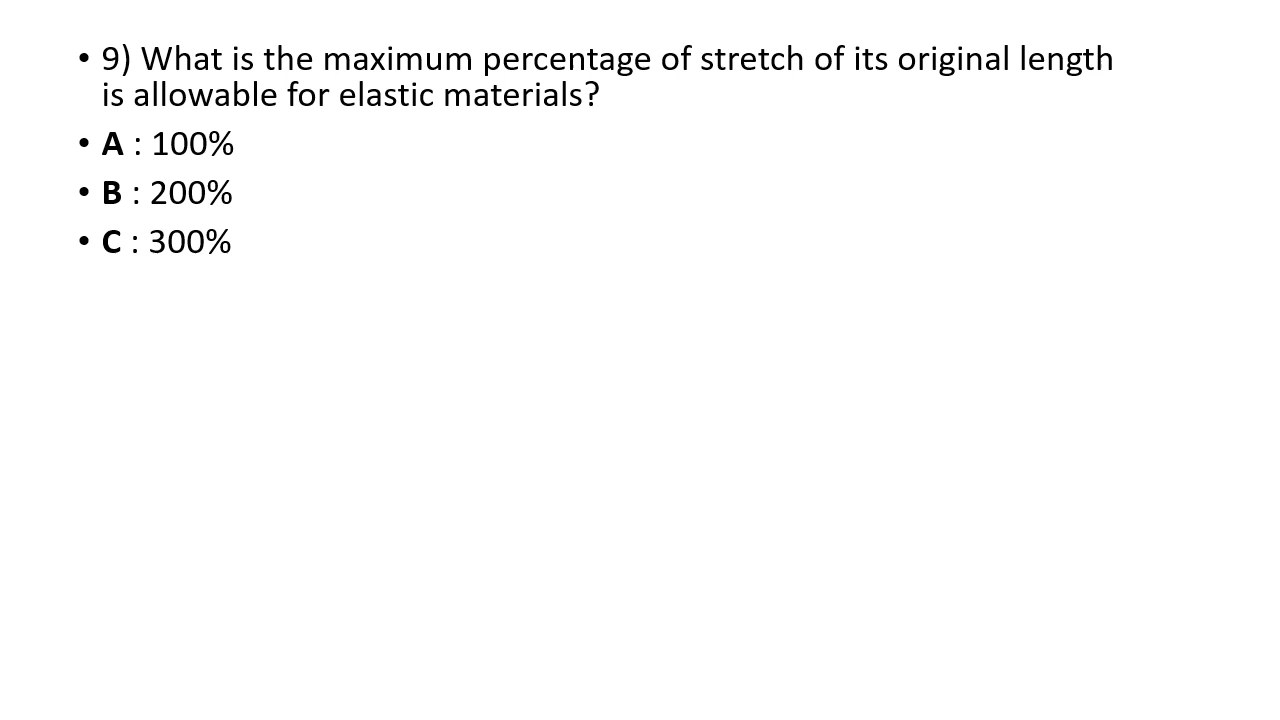 • 9) What is the maximum percentage of stretch of its original length
is allowable for elastic materials?
• A : 100%
• B : 200%
• C : 300%